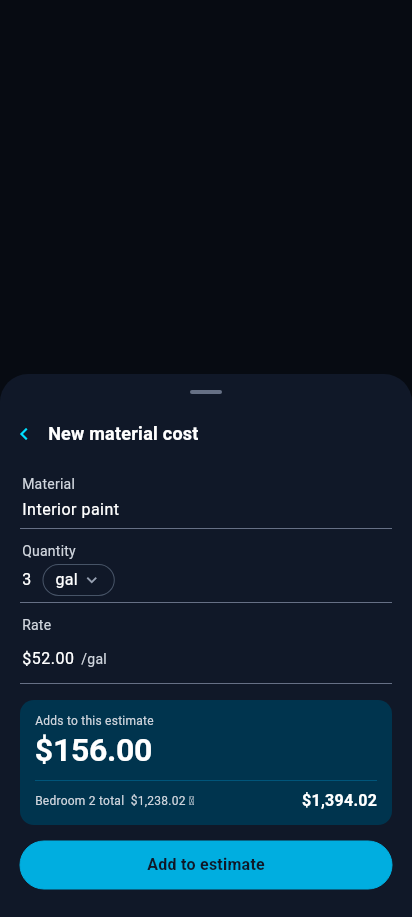 New material cost
Material
Interior paint
Quantity
3 gal
Rate
$52.00 /gal
Adds to this estimate
$156.00
Bedroom 2 total $1,238.02 $1,394.02
Add to estimate